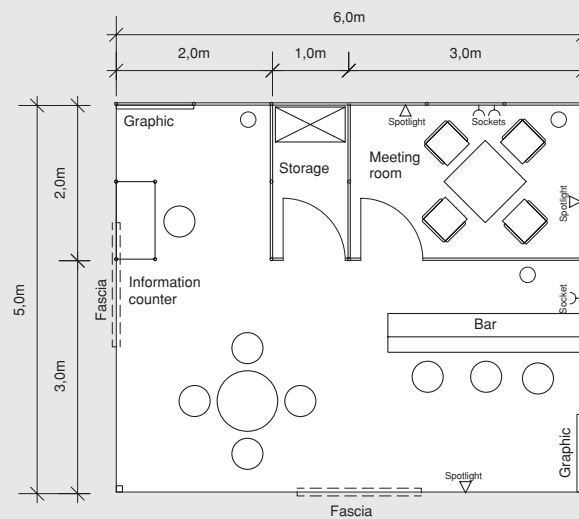 6,0m
2,0m
1,0m
3,0m
Graphic
Spotlight
Sockets
Storage
Meeting
room
Spotlight
2,0m
5,0m
Information
counter
Fascia
Socket
Bar
3,0m
Graphic
Spotlight
Fascia